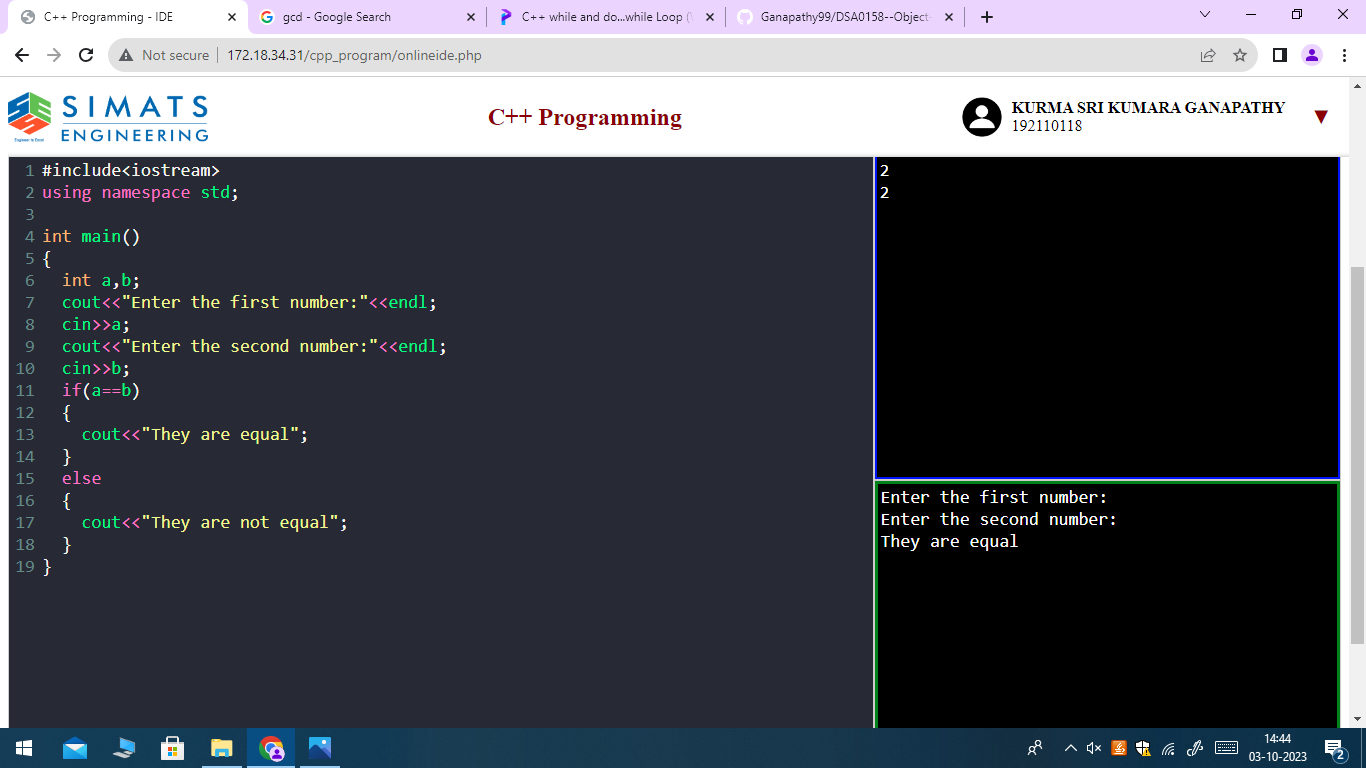 C++ Programming - IDE
gcd - Google Search
C++ while and do...while Loop (
Ganapathy99/DSA0158--Object-
Not secure
172.18.34.31/cpp_program/onlineide.php
SIMATS
ENGINEERING
Engineer to Excel
C++ Programming
KURMA SRI KUMARA GANAPATHY
192110118
1 #include<iostream>
2 using namespace std;
3
4 int main()
5 {
6   int a,b;
7   cout<<"Enter the first number:"<<endl;
8   cin>>a;
9   cout<<"Enter the second number:"<<endl;
10   cin>>b;
11   if(a==b)
12   {
13     cout<<"They are equal";
14   }
15   else
16   {
17     cout<<"They are not equal";
18   }
19 }
2
2
Enter the first number:
Enter the second number:
They are equal
14:44
03-10-2023
2